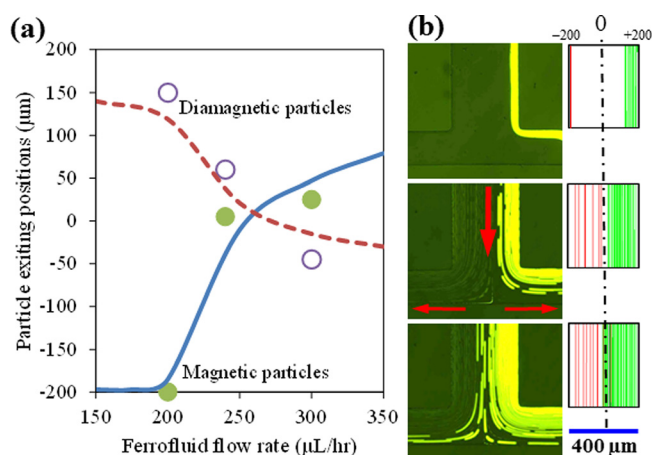 (a)
200
150
100
50
0
-50
-100
-150
-200
150
200
250
300
350
Particle exiting positions (µm)
Ferrofluid flow rate (µL/hr)
Diamagnetic particles
Magnetic particles
(b)
0
−200
+200
400 µm